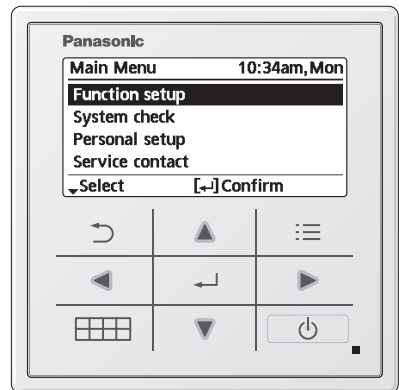 Panasonic
Main Menu 10:34am,Mon
Function setup
System check
Personal setup
Service contact
Select [↵] Confirm